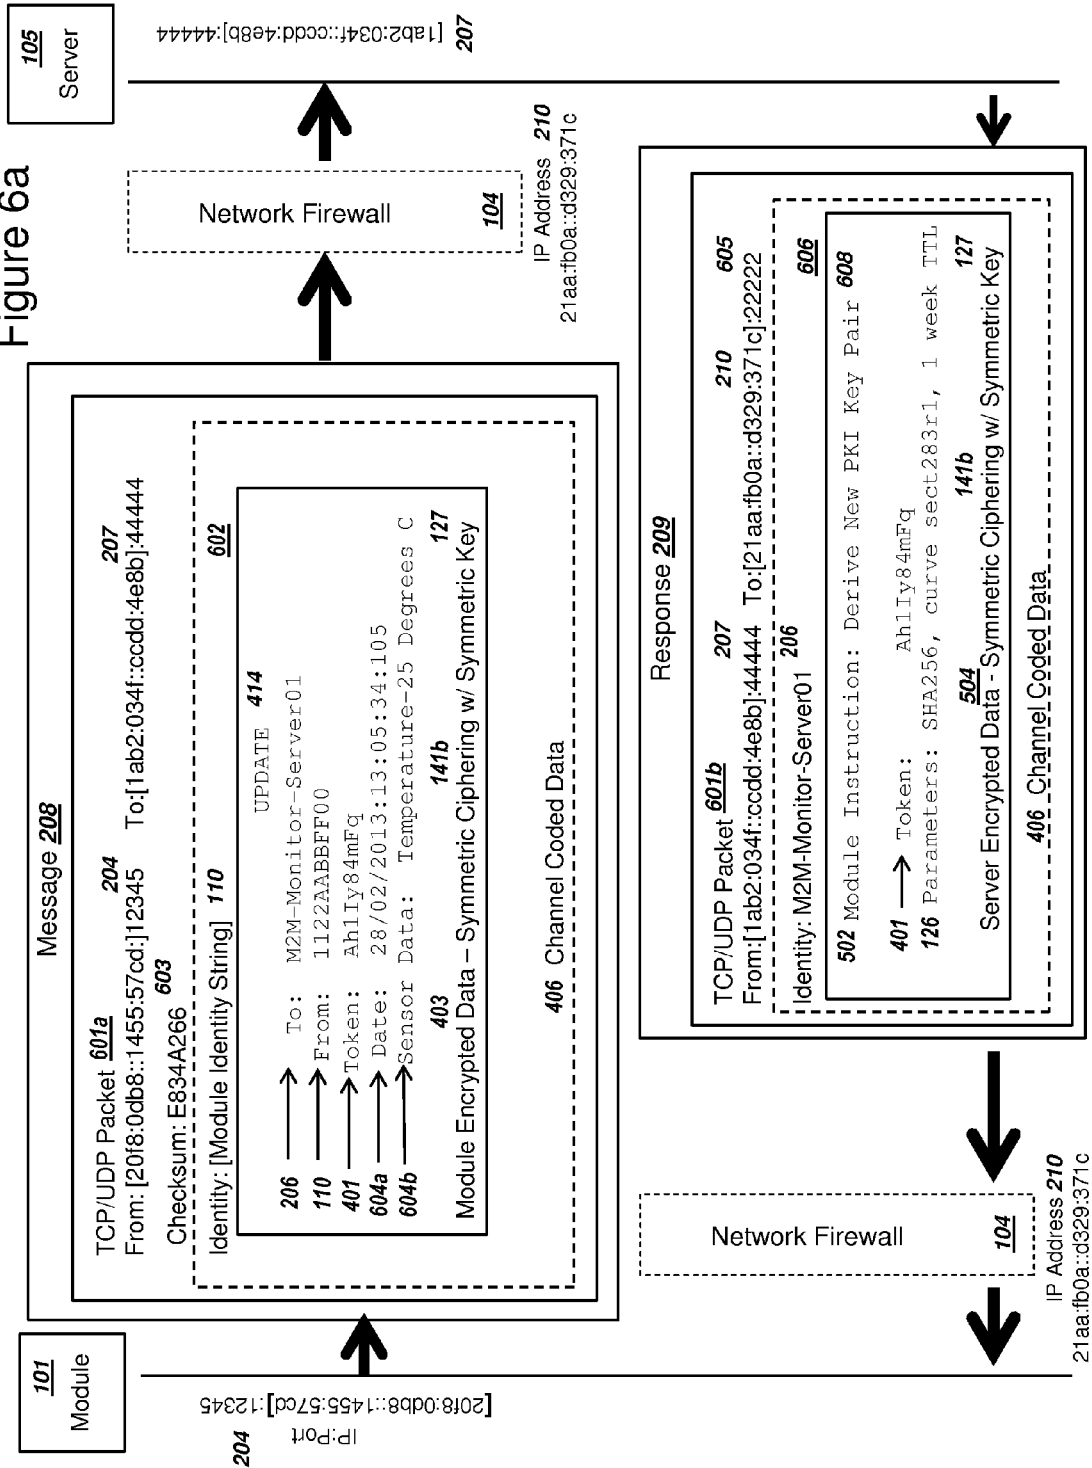 Figure 6a
101
Module
105
Server
204
IP:Port
[20f8:0db8::1455:57cd]:12345
[1ab2:034f::ccdd:4e8b]:44444
207
Message 208
TCP/UDP Packet 601a
204
207
From: [20f8:0db8::1455:57cd:]12345 To:[1ab2:034f::ccdd:4e8b]:44444
603
Checksum: E834A266
Identity: [Module Identity String] 110
602
UPDATE 414
206 To: M2M-Monitor-Server01
110 From: 1122AABBFF00
401 Token: Ah1Iy84mFq
604a Date: 28/02/2013:13:05:34:105
604b Sensor Data: Temperature-25 Degrees C
403
141b
127
Module Encrypted Data – Symmetric Ciphering w/ Symmetric Key
406 Channel Coded Data
Network Firewall
104
IP Address 210
21aa:fb0a::d329:371c
Response 209
TCP/UDP Packet 601b
207
210
605
From:[1ab2:034f::ccdd:4e8b]:44444 To:[21aa:fb0a::d329:371c]:22222
206
Identity: M2M-Monitor-Server01
606
502 Module Instruction: Derive New PKI Key Pair 608
401 Token: Ah1Iy84mFq
126 Parameters: SHA256, curve sect283r1, 1 week TTL
504
141b
127
Server Encrypted Data - Symmetric Ciphering w/ Symmetric Key
406 Channel Coded Data
Network Firewall
104
IP Address 210
21aa:fb0a::d329:371c